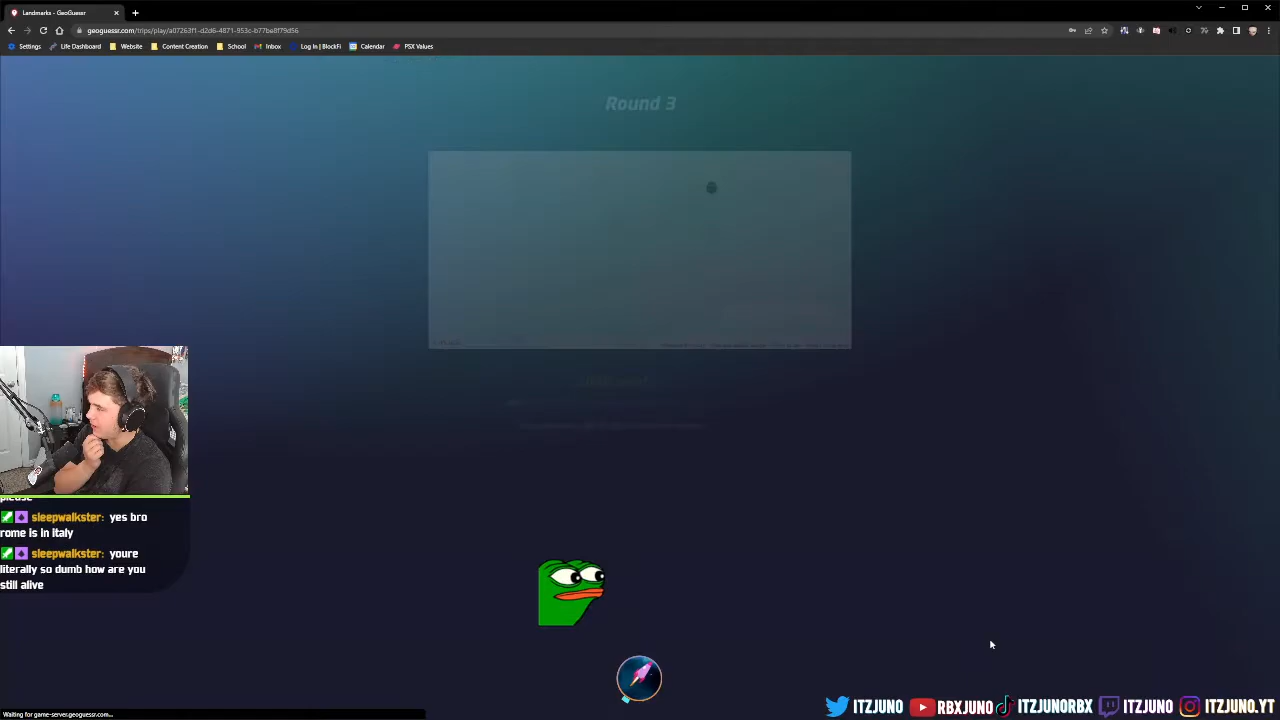 Landmarks - GeoGuessr
geoguessr.com/trips/play/a07263f1-d2d6-4871-953c-b77be8f79d56
Settings Life Dashboard Website Content Creation School Inbox Log In | BlockFi Calendar PSX Values
Round 3
please
sleepwalkster: yes bro
rome is in italy
sleepwalkster: youre
literally so dumb how are you
still alive
Waiting for game-server.geoguessr.com...
ITZJUNO RBXJUNO ITZJUNORBX ITZJUNO ITZJUNO.YT